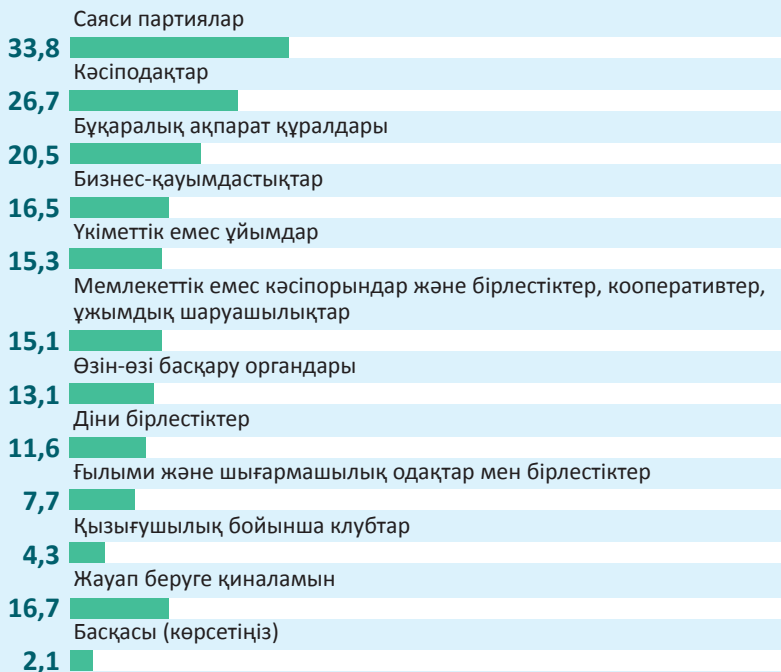 Саяси партиялар
33,8
Кәсіподақтар
26,7
Бұқаралық ақпарат құралдары
20,5
Бизнес-қауымдастықтар
16,5
Үкіметтік емес ұйымдар
15,3
Мемлекеттік емес кәсіпорындар және бірлестіктер, кооперативтер,
ұжымдық шаруашылықтар
15,1
Өзін-өзі басқару органдары
13,1
Діни бірлестіктер
11,6
Ғылыми және шығармашылық одақтар мен бірлестіктер
7,7
Қызығушылық бойынша клубтар
4,3
Жауап беруге қиналамын
16,7
Басқасы (көрсетіңіз)
2,1